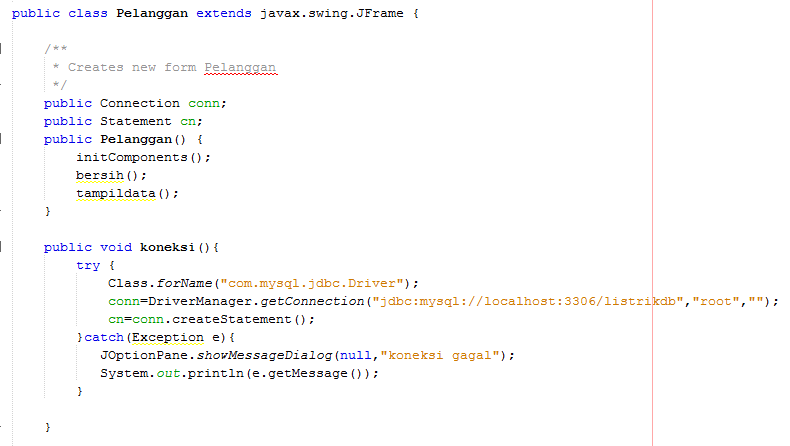 public class Pelanggan extends javax.swing.JFrame {
/**
* Creates new form Pelanggan
*/
public Connection conn;
public Statement cn;
public Pelanggan() {
initComponents();
bersih();
tampildata();
}
public void koneksi(){
try {
Class.forName("com.mysql.jdbc.Driver");
conn=DriverManager.getConnection("jdbc:mysql://localhost:3306/listrikdb","root","");
cn=conn.createStatement();
}catch(Exception e){
JOptionPane.showMessageDialog(null,"koneksi gagal");
System.out.println(e.getMessage());
}
}